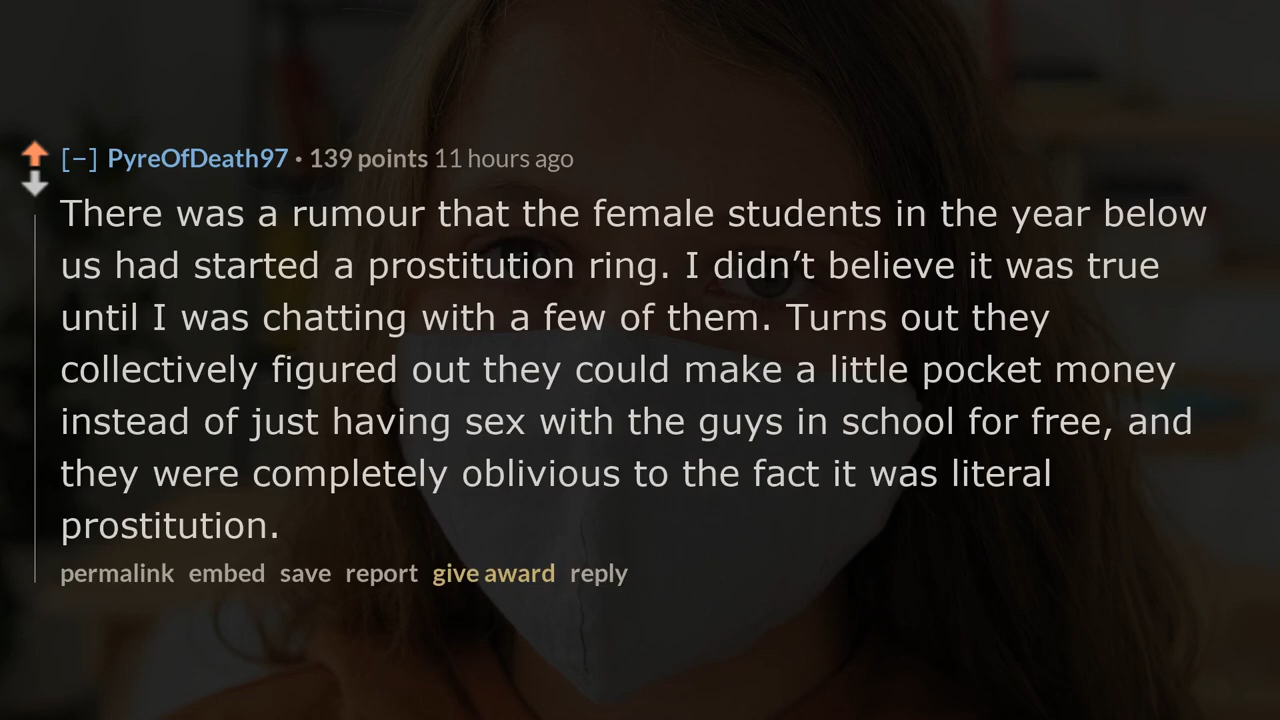 [–] PyreOfDeath97 · 139 points 11 hours ago
There was a rumour that the female students in the year below
us had started a prostitution ring. I didn’t believe it was true
until I was chatting with a few of them. Turns out they
collectively figured out they could make a little pocket money
instead of just having sex with the guys in school for free, and
they were completely oblivious to the fact it was literal
prostitution.
permalink embed save report give award reply